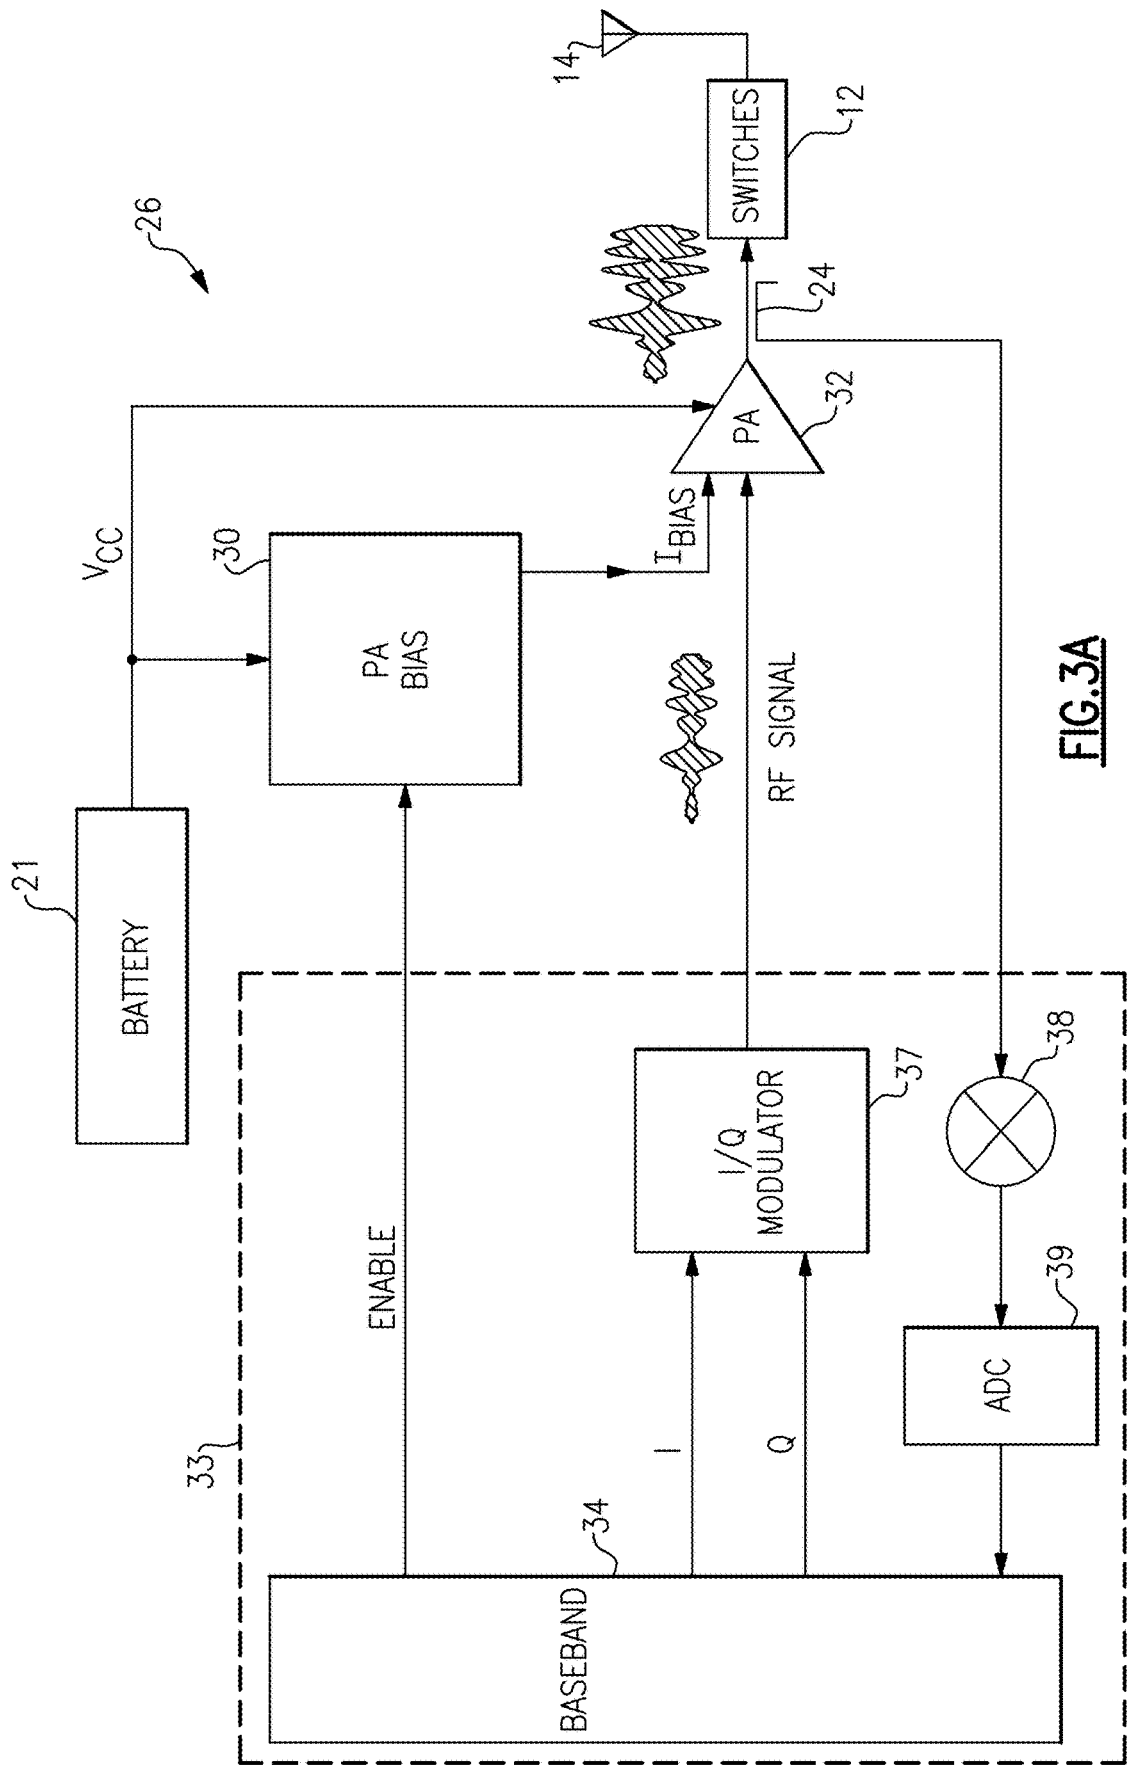 26
21
BATTERY
VCC
30
PA
BIAS
IBIAS
14
SWITCHES
12
33
ENABLE
34
BASEBAND
I
Q
I/Q
MODULATOR
37
RF SIGNAL
PA
32
24
38
39
ADC
FIG.3A